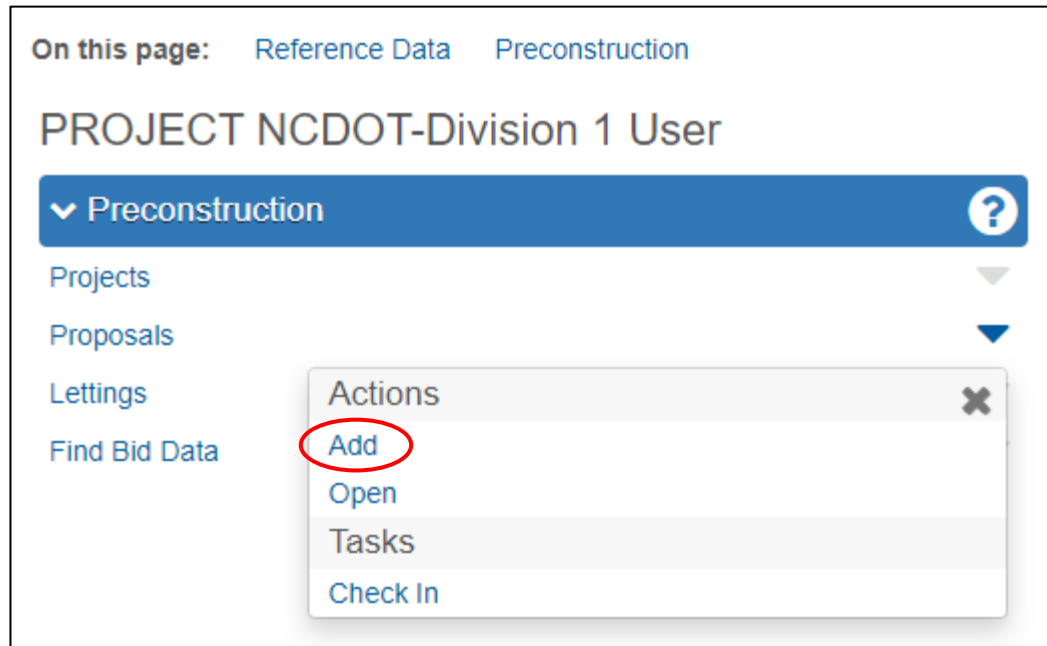 On this page: Reference Data Preconstruction
PROJECT NCDOT-Division 1 User
Preconstruction ?
Projects
Proposals
Lettings
Find Bid Data
Actions
Add
Open
Tasks
Check In